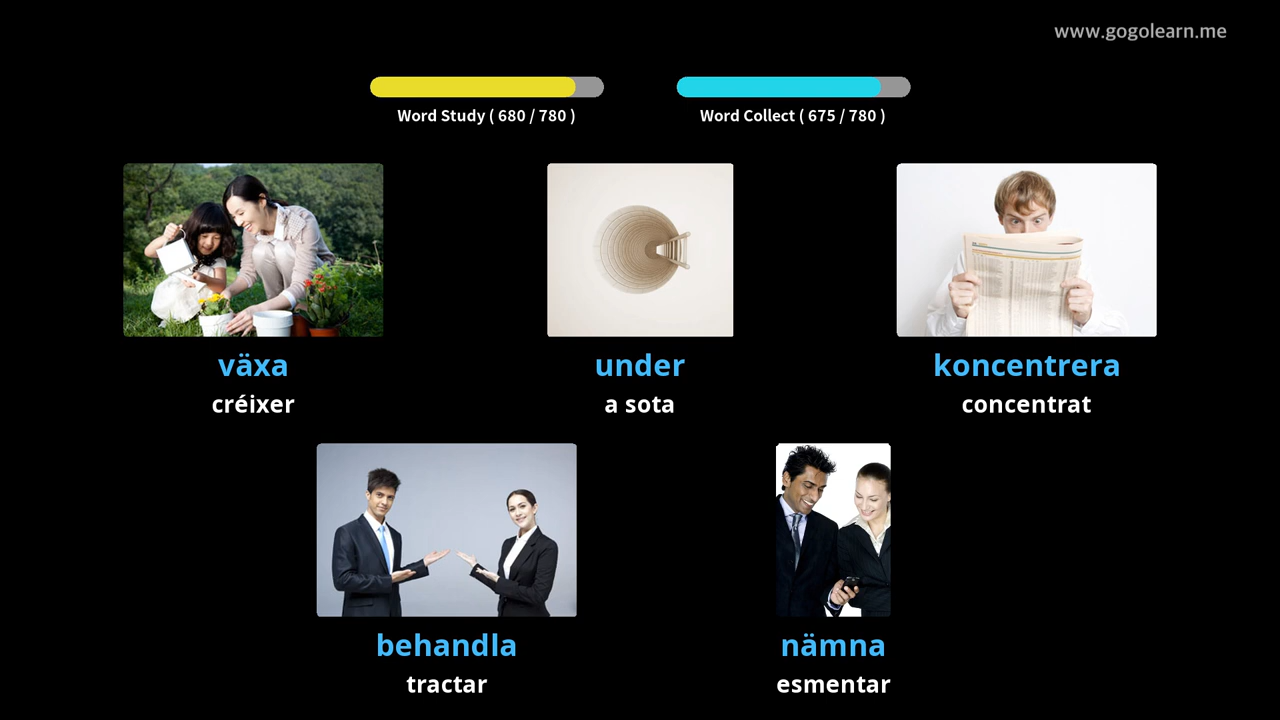 www.gogolearn.me
Word Study ( 680 / 780 )
Word Collect ( 675 / 780 )
växa
créixer
under
a sota
koncentrera
concentrat
behandla
tractar
nämna
esmentar